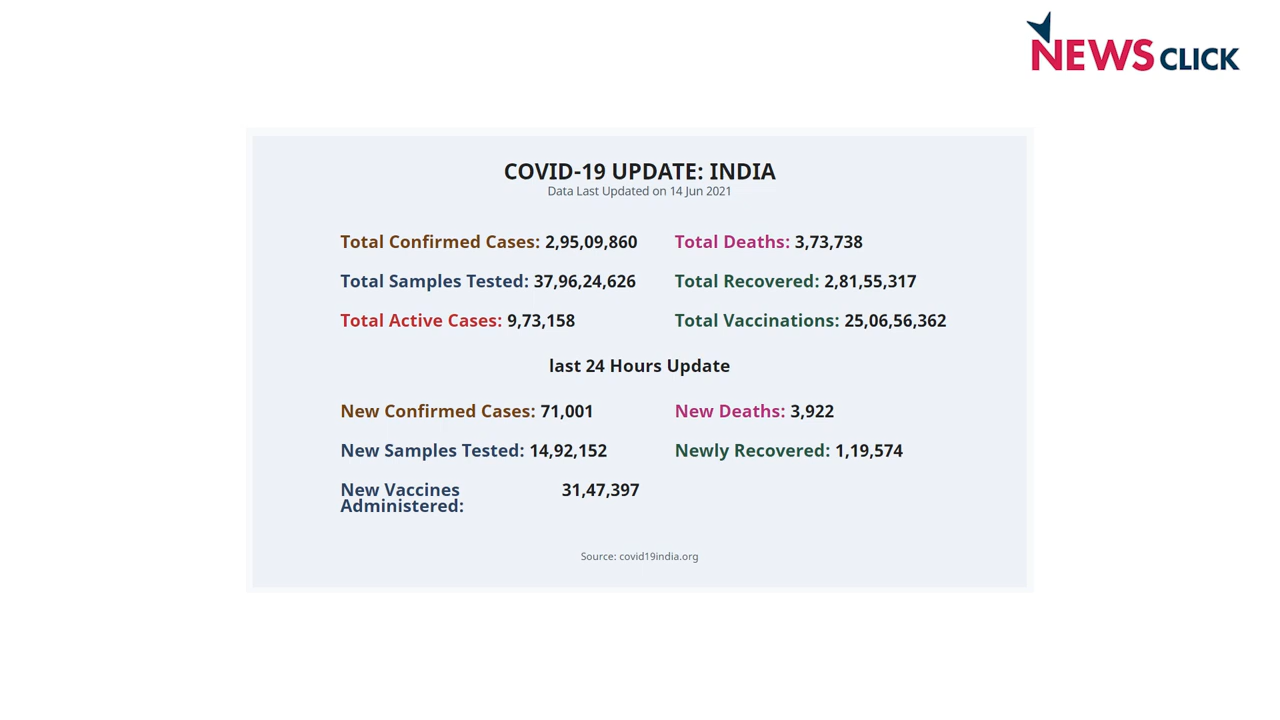 NEWSCLICK
COVID-19 UPDATE: INDIA
Data Last Updated on 14 Jun 2021
Total Confirmed Cases: 2,95,09,860
Total Deaths: 3,73,738
Total Samples Tested: 37,96,24,626
Total Recovered: 2,81,55,317
Total Active Cases: 9,73,158
Total Vaccinations: 25,06,56,362
last 24 Hours Update
New Confirmed Cases: 71,001
New Deaths: 3,922
New Samples Tested: 14,92,152
Newly Recovered: 1,19,574
New Vaccines 31,47,397
Administered:
Source: covid19india.org